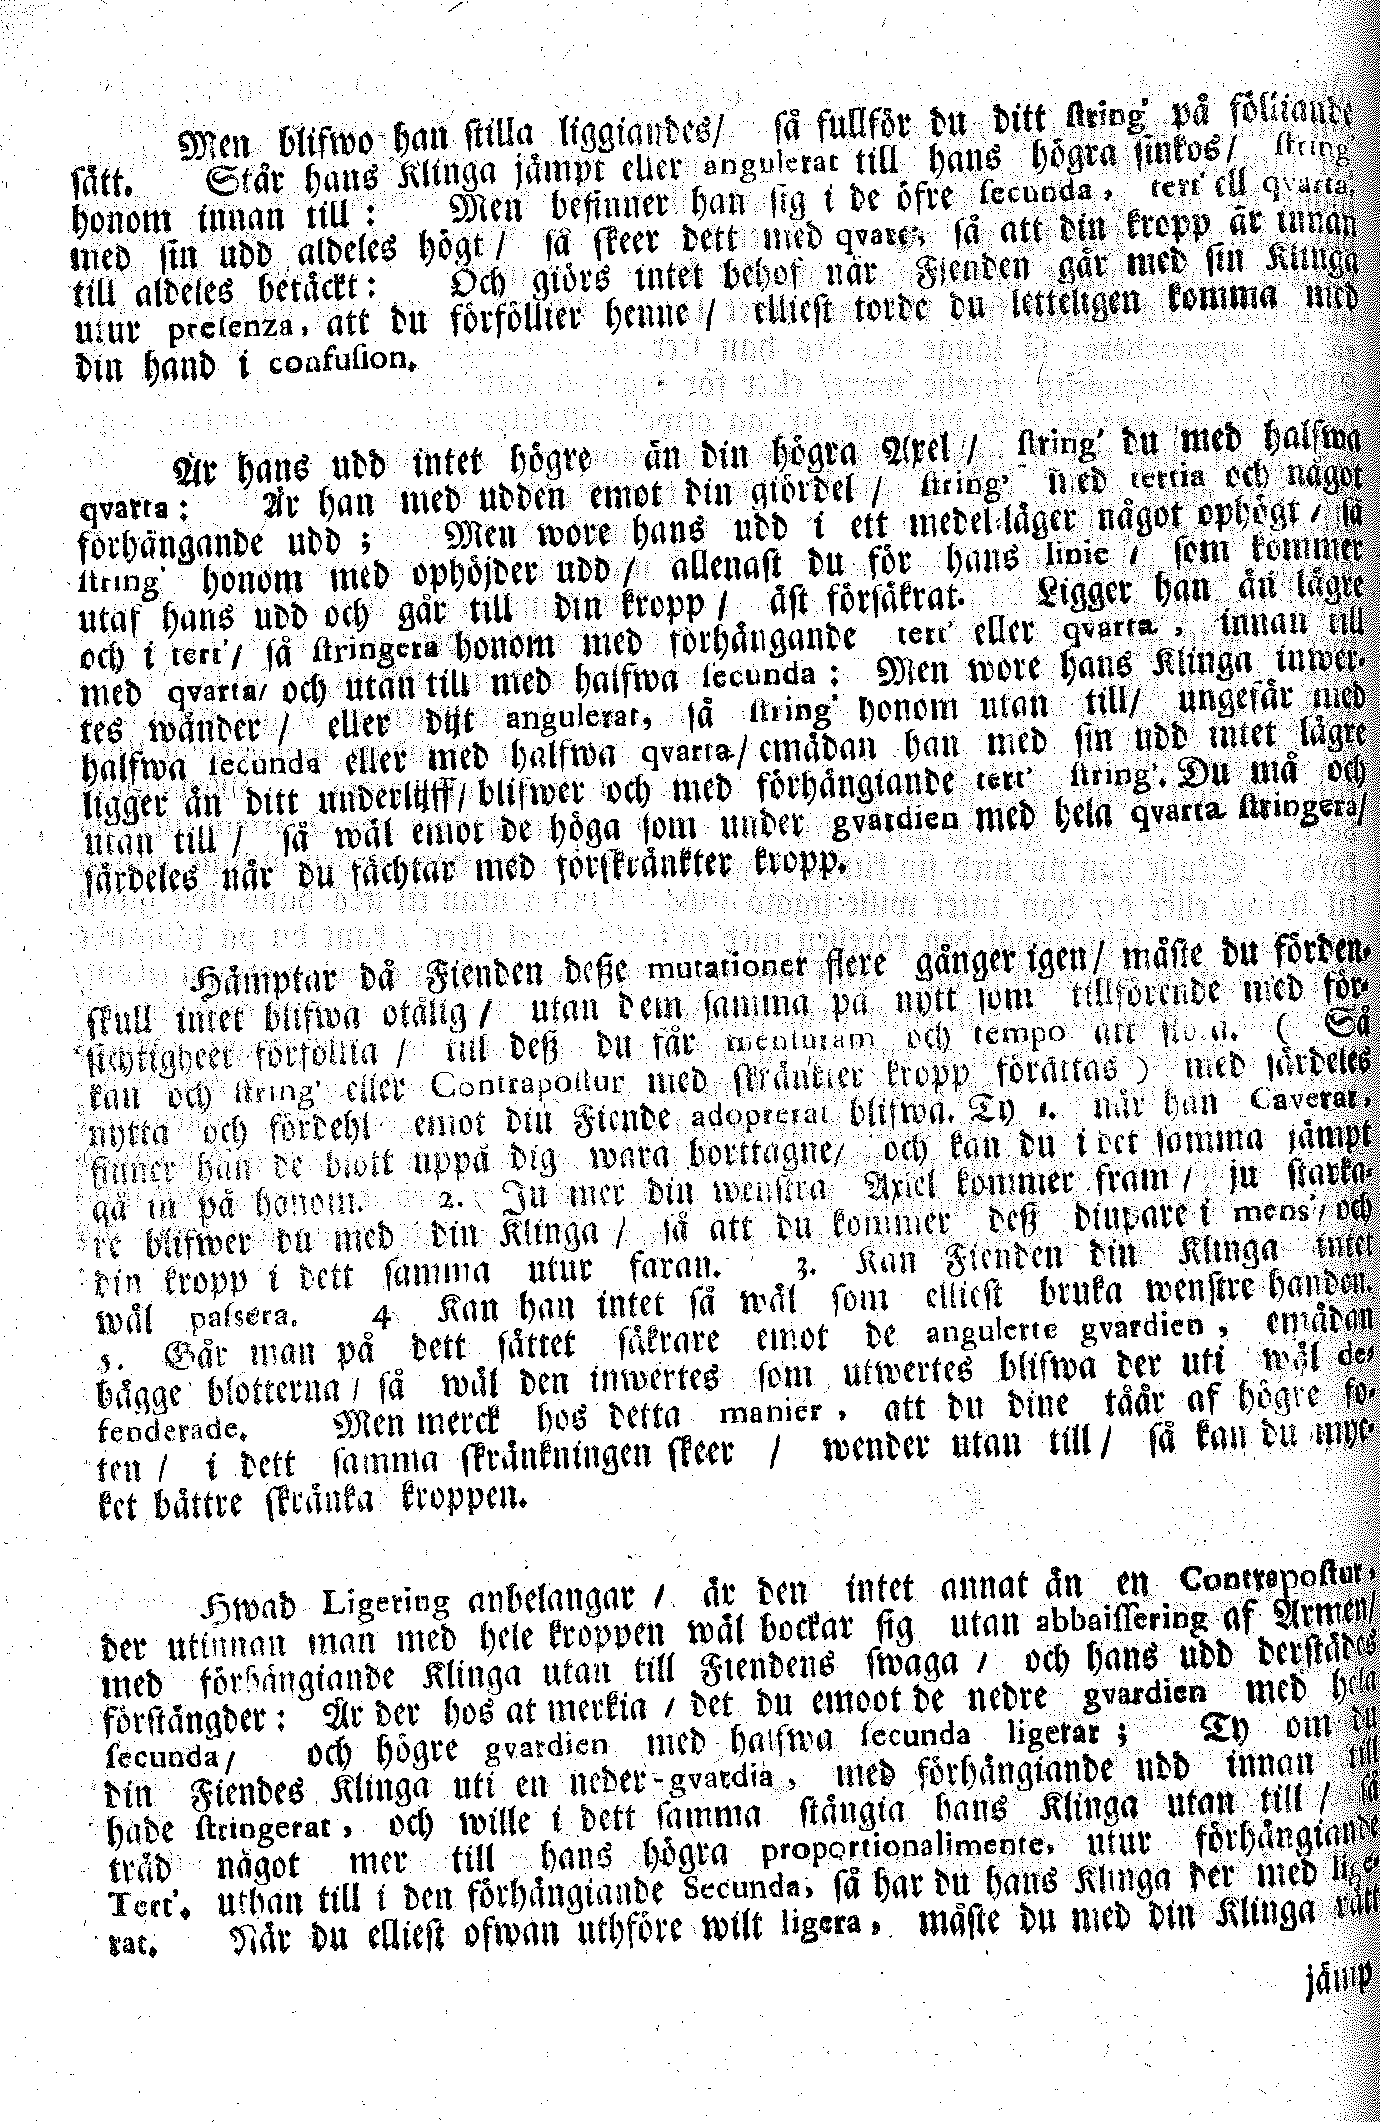 Men blifwo han stilla liggiandes/ så fullför du ditt string' på följiande
sätt. Står hans Klinga jämpt eller angulerat till hans högra sinkos/ string
honom innan till : Men befinner han sig i de öfre secunda, tert' ell qvarta,
med sin udd aldeles högt / så skeer dett med qvart, så att din kropp är innan
till aldeles betäckt : Och giörs intet behof när Fienden går med sin Klinga
utur presenza, att du förföllier henne / elliest torde du letteligen komma med
din hand i confusion.
Är hans udd intet högre än din högra Axel / string' du med halfwa
qvarta : Är han med udden emot din giördel / string' med tertia och något
förhängande udd ; Men wore hans udd i ett medel-läger något ophögt / så
string' honom med ophöjder udd / allenast du för hans linie / som kommer
utaf hans udd och går till din kropp / äst försäkrat. Ligger han än lägre
och i tert'/ så stringera honom med förhängande tert' eller qvarta, innan till
med qvarta/ och utan till med halfwa secunda : Men wore hans Klinga inwer-
tes wänder / eller dijt angulerat, så string' honom utan till/ ungefär med
halfwa secunda eller med halfwa qvarta/ emädan han med sin udd intet lägre
ligger än ditt underlijff/ blifwer och med förhängiande tert' string'. Du må och
utan till / så wäl emot de höga som under gvardien med hela qvarta stringera/
särdeles när du fächtar med förskränkter kropp.
Hämptar då Fienden deße mutationer flere gånger igen/ måste du förden-
skull intet blifwa otålig / utan dem samma på nytt som tillförende med för-
sichtigheet förföllia / till deß du får mensuram och tempo att stöta. ( Så
kan och string' eller Contrapostur med skränkter kropp förättas ) med särdeles
nytta och fördehl emot din Fiende adopterat blifwa. Ty 1. när han Caverat,
finner han de blott uppå dig wara borttagne/ och kan du i det samma jämpt
gå in på honom. 2. Ju mer din wenstra Axel kommer fram / ju starka-
re blifwer du med din Klinga / så att du kommer deß diupare i mens'/ och
din kropp i dett samma utur faran. 3. Kan Fienden din Klinga intet
wäl passera. 4 Kan han intet så wäl som elliest bruka wenstre handen.
5. Går man på dett sättet säkrare emot de angulerte gvardien, emädan
bägge blotterna / så wäl den inwertes som utwertes blifwa der uti wäl de-
fenderade. Men merck hos detta manier, att du dine tåår af högre fo-
ten / i dett samma skränkningen skeer / wender utan till / så kan du myc-
ket bättre skränka kroppen.
Hwad Ligering anbelangar / är den intet annat än en Contrapostur,
der utinnan man med hele kroppen wäl bockar sig utan abbaissering af Armen/
med förhängiande Klinga utan till Fiendens swaga / och hans udd derstädes
förstängder : Är der hos at merkia / det du emoot de nedre gvardien med hela
secunda/ och högre gvardien med halfwa secunda ligerar ; Ty om du
din Fiendes Klinga uti en neder-gvardia, med förhängiande udd innan till
hade stringerat, och wille i dett samma stängia hans Klinga utan till / så
träd något mer till hans högra proportionalimente, utur förhängiande
Tert', uthan till i den förhängiande Secunda, så har du hans Klinga der med lige-
rat. När du elliest ofwan uthföre wilt ligera, måste du med din Klinga rätt
jämp